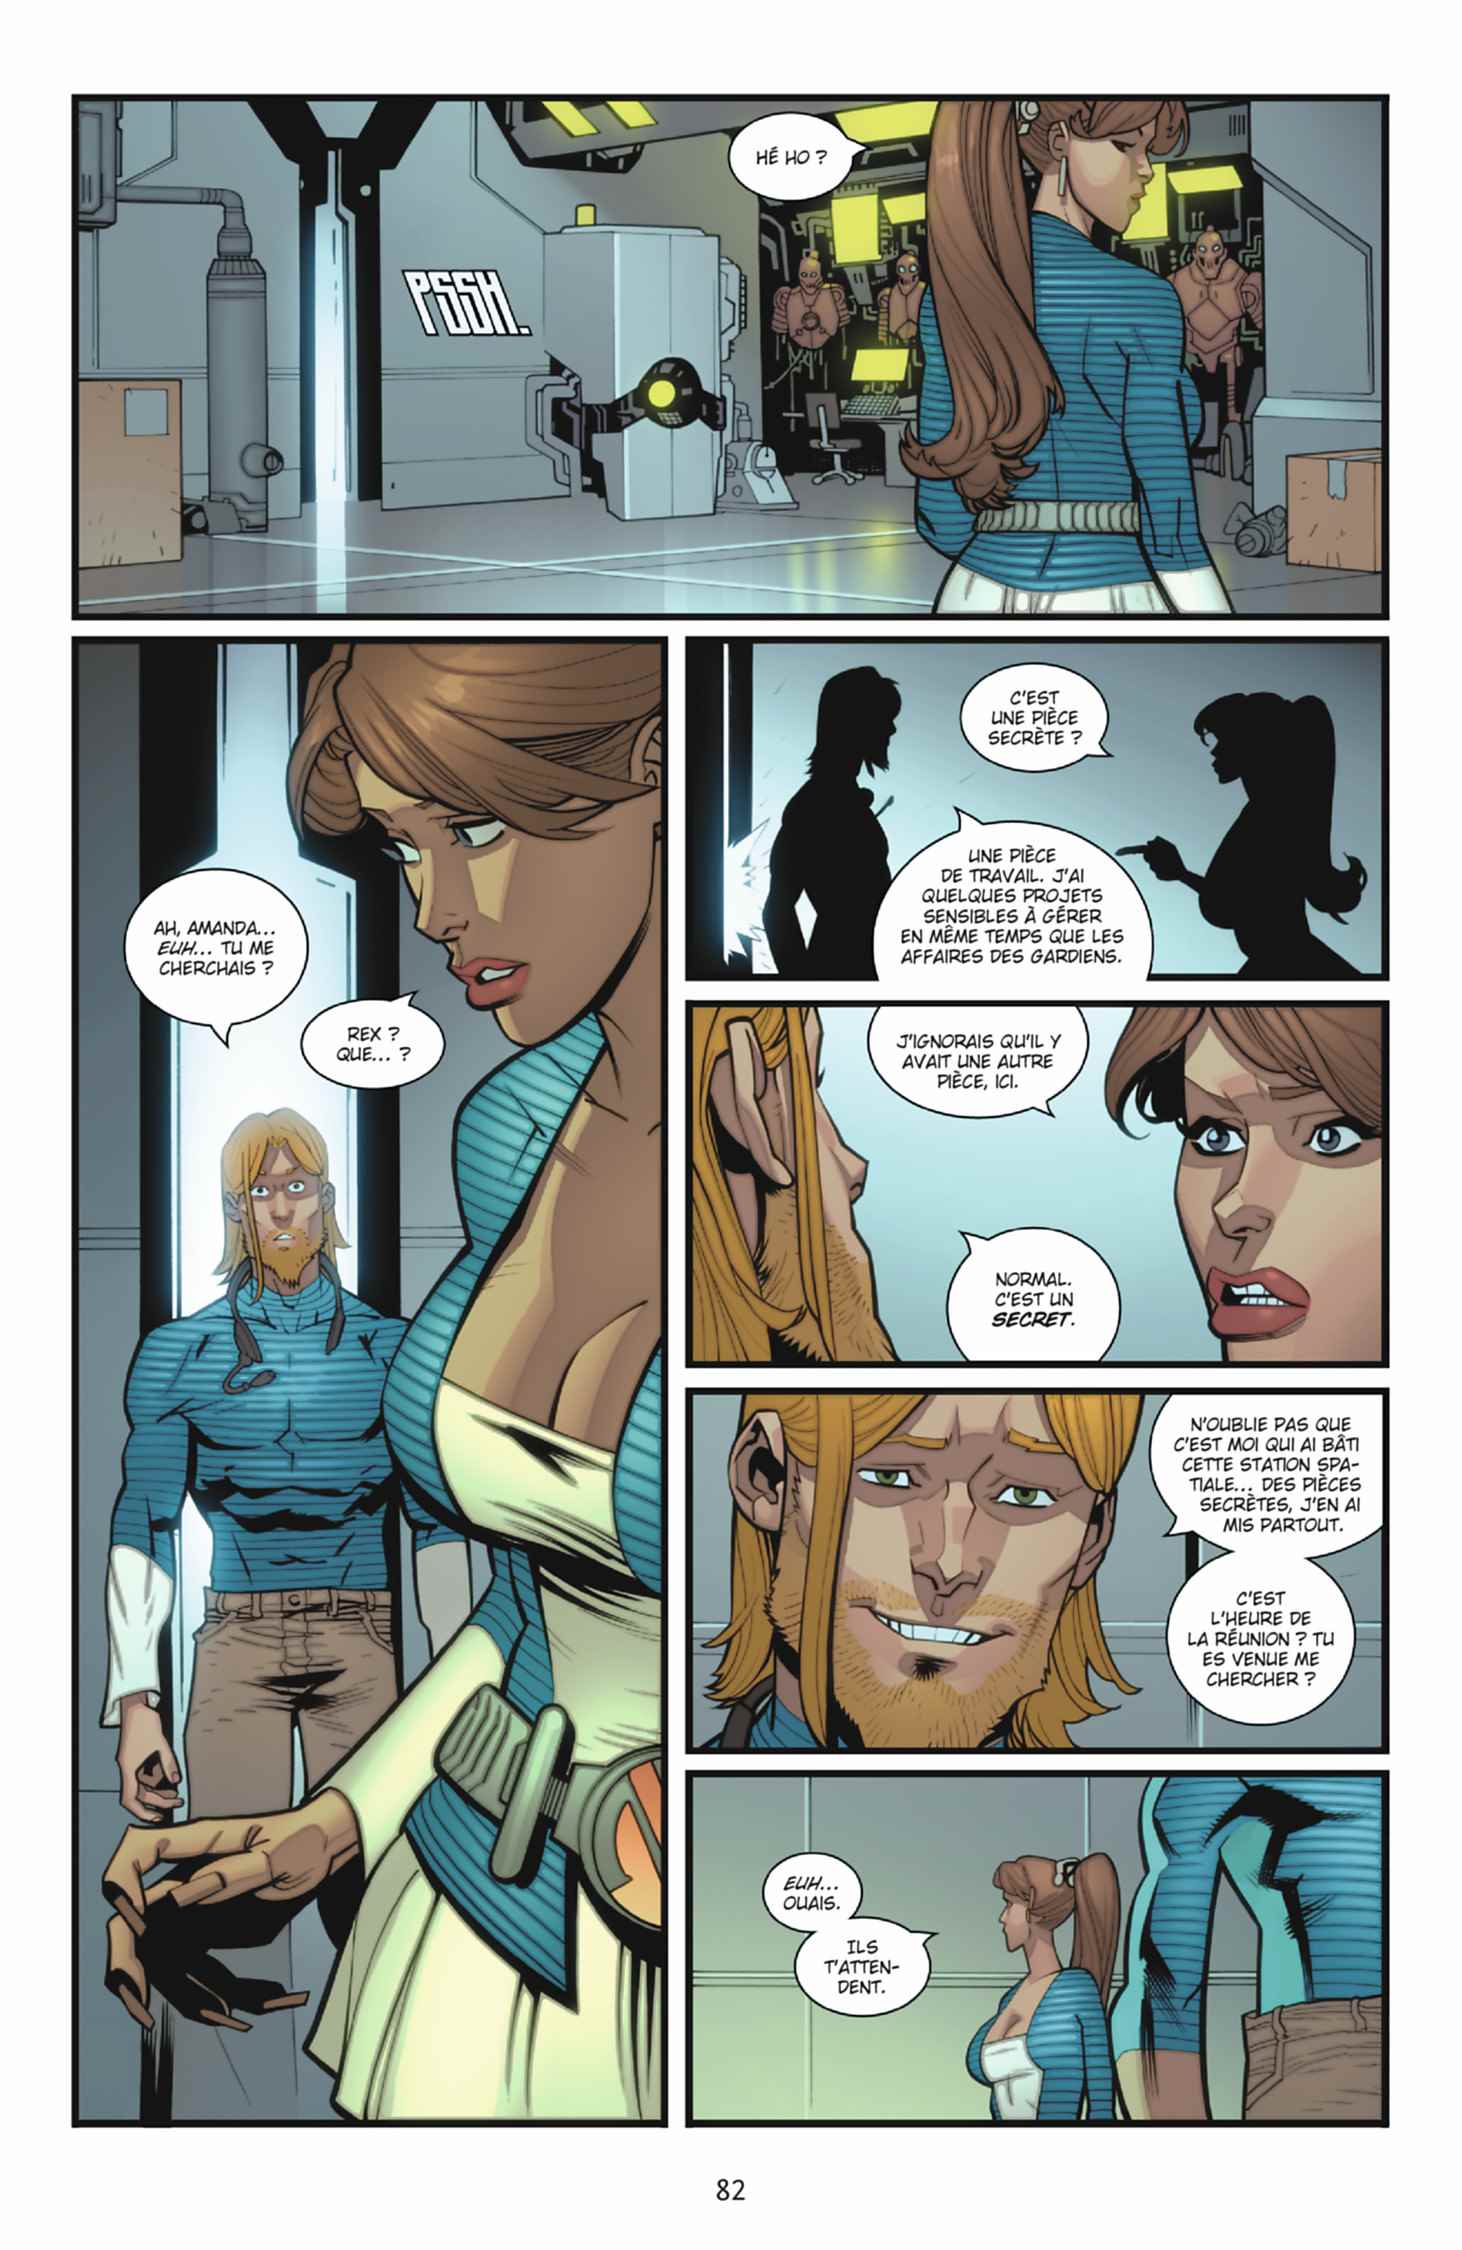 HÉ HO ?
PSSH.
AH, AMANDA...
EUH... TU ME
CHERCHAIS ?
REX ?
QUE... ?
C'EST
UNE PIÈCE
SECRÈTE ?
UNE PIÈCE
DE TRAVAIL. J'AI
QUELQUES PROJETS
SENSIBLES À GÉRER
EN MÊME TEMPS QUE LES
AFFAIRES DES GARDIENS.
J'IGNORAIS QU'IL Y
AVAIT UNE AUTRE
PIÈCE, ICI.
NORMAL.
C'EST UN
SECRET.
N'OUBLIE PAS QUE
C'EST MOI QUI AI BÂTI
CETTE STATION SPA-
TIALE... DES PIÈCES
SECRÈTES, J'EN AI
MIS PARTOUT.
C'EST
L'HEURE DE
LA RÉUNION ? TU
ES VENUE ME
CHERCHER ?
EUH...
OUAIS.
ILS
T'ATTEN-
DENT.
82